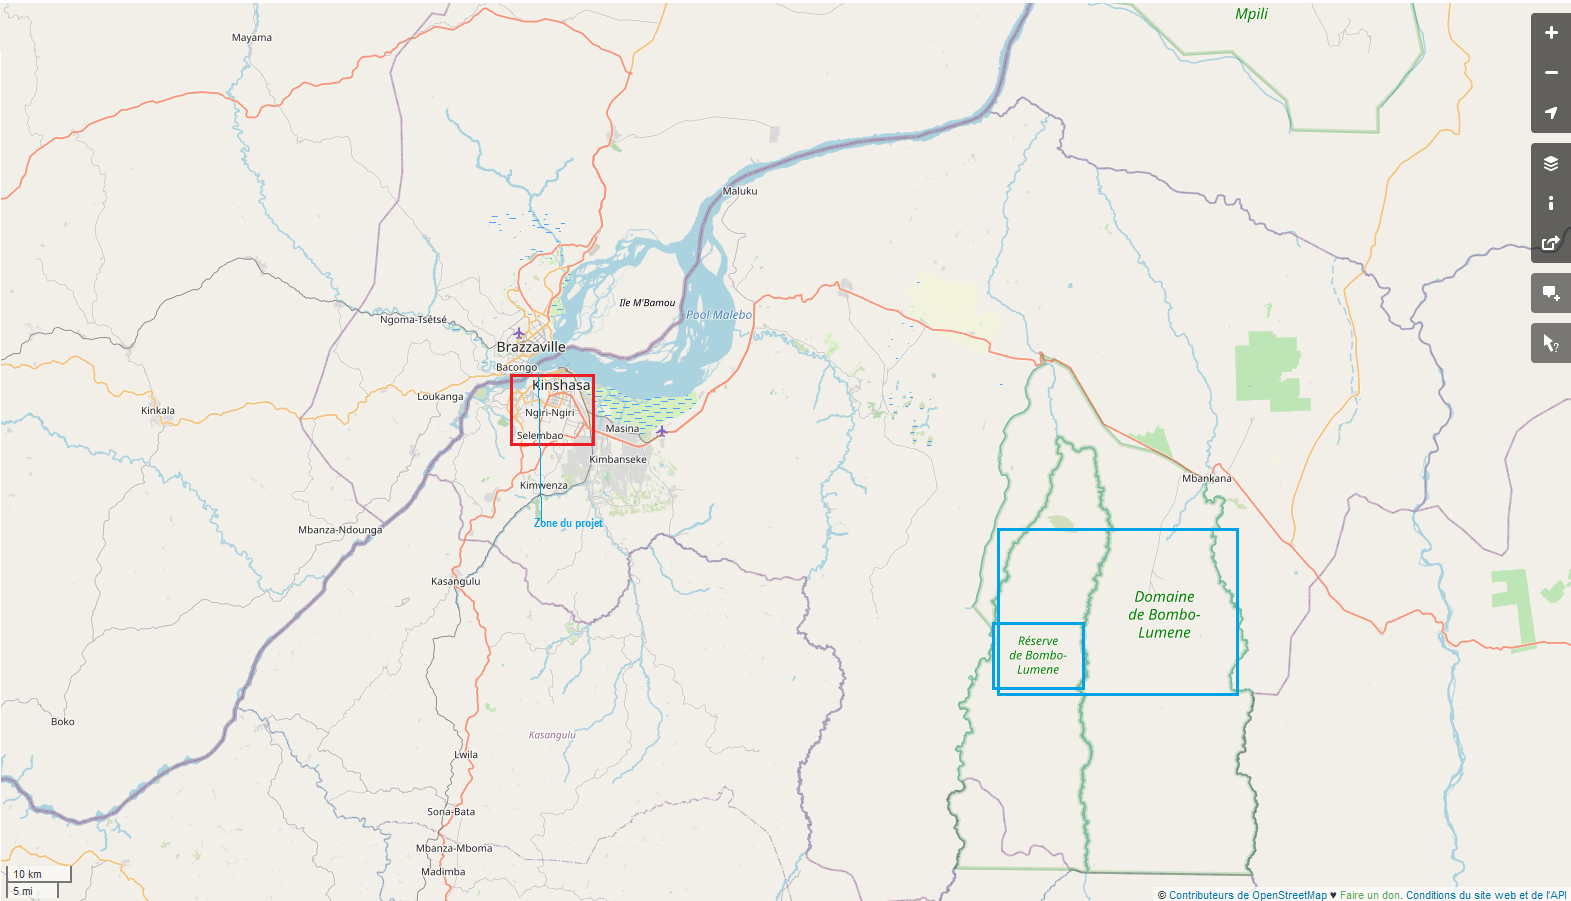 Mpili
Mayama
Maluku
Ile M'Bamou
Pool Malebo
Ngoma-Tsétsé
Brazzaville
Bacongo
Kinshasa
Loukanga
Kinkala
Ngiri-Ngiri
Selembao
Masina
Kimbanseke
Mbankana
Kimwenza
Zone du projet
Mbanza-Ndounga
Kasangulu
Domaine
de Bombo-
Lumene
Réserve
de Bombo-
Lumene
Boko
Kasangulu
Lwila
Sona-Bata
Mbanza-Mboma
Madimba
10 km
5 mi
© Contributeurs de OpenStreetMap ♥ Faire un don. Conditions du site web et de l'API